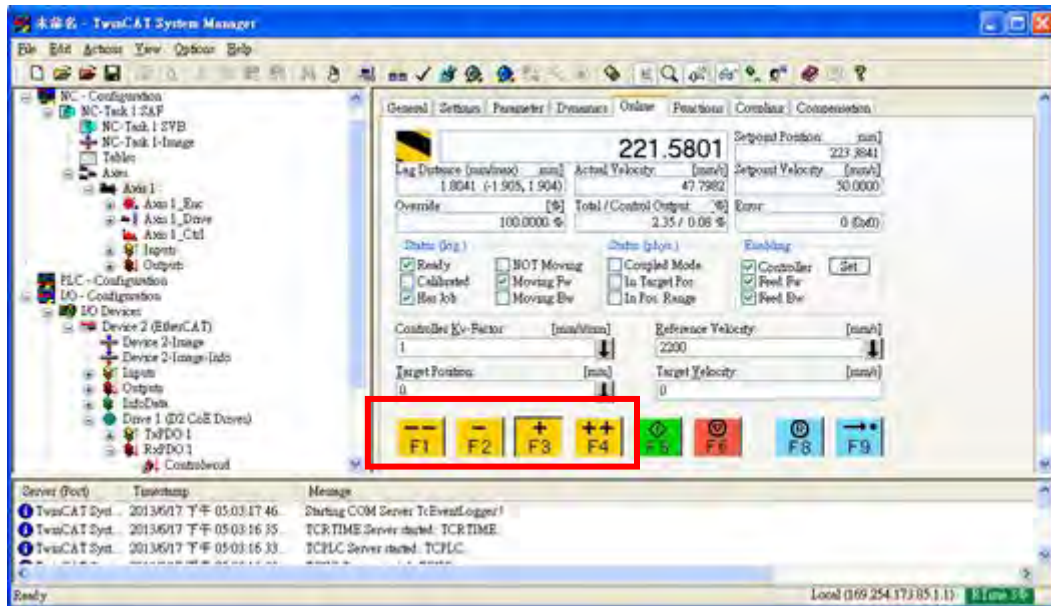 未命名 - TwinCAT System Manager
File Edit Actions View Options Help
NC - Configuration
NC-Task 1 SAF
NC-Task 1 SVB
NC-Task 1-Image
Tables
Axes
Axis 1
Axis 1_Enc
Axis 1_Drive
Axis 1_Ctrl
Inputs
Outputs
PLC - Configuration
I/O - Configuration
I/O Devices
Device 2 (EtherCAT)
Device 2-Image
Device 2-Image-Info
Inputs
Outputs
InfoData
Drive 1 (D2 CoE Drives)
TxPDO 1
RxPDO 1
Controlword
General Settings Parameter Dynamics Online Functions Coupling Compensation
221.5801
Setpoint Position: mm]
223.3841
Lag Distance (min/max): mm] Actual Velocity: [mm/s] Setpoint Velocity: [mm/s]
1.8041 (-1.905, 1.904) 47.7982 50.0000
Override: [%] Total / Control Output: %] Error:
100.0000 % 2.35 / 0.08 % 0 (0x0)
Status (log.) Status (phys.) Enabling
Ready NOT Moving Coupled Mode Controller Set
Calibrated Moving Fw In Target Pos. Feed Fw
Has Job Moving Bw In Pos. Range Feed Bw
Controller Kv-Factor: [mm/s/mm] Reference Velocity: [mm/s]
1 2200
Target Position: [mm] Target Velocity: [mm/s]
0 0
-- - + ++
F1 F2 F3 F4 F5 F6 F8 F9
Server (Port) Timestamp Message
TwinCAT Syst... 2013/6/17 下午 05:03:17 46... Starting COM Server TcEventLogger !
TwinCAT Syst... 2013/6/17 下午 05:03:16 35... TCRTIME Server started: TCRTIME.
TwinCAT Syst... 2013/6/17 下午 05:03:16 33... TCPLC Server started: TCPLC.
Ready Local (169.254.173.85.1.1)